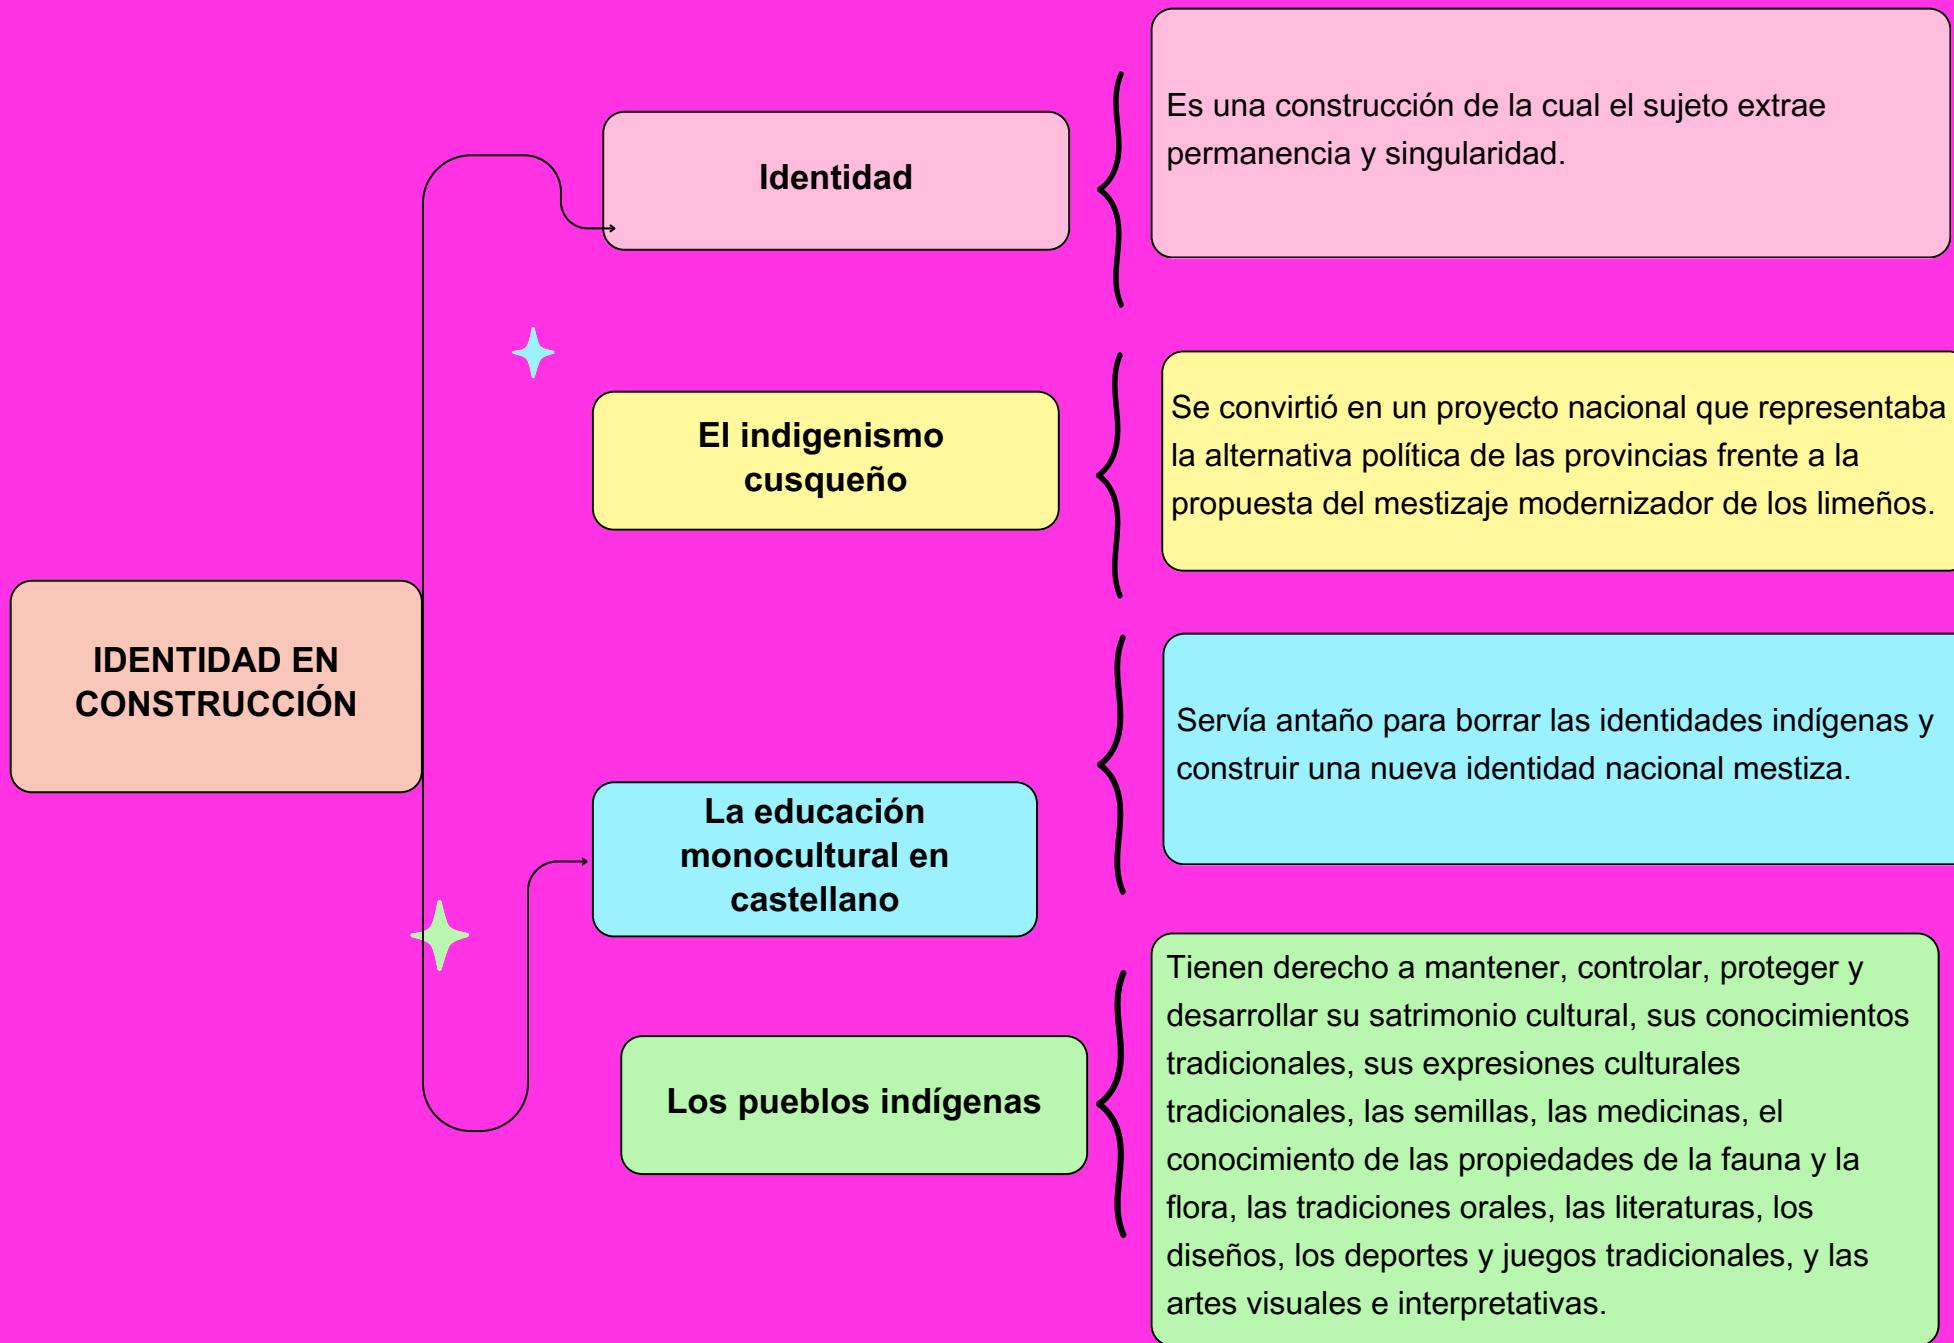 IDENTIDAD EN
CONSTRUCCIÓN
Identidad
Es una construcción de la cual el sujeto extrae
permanencia y singularidad.
El indigenismo
cusqueño
Se convirtió en un proyecto nacional que representaba
la alternativa política de las provincias frente a la
propuesta del mestizaje modernizador de los limeños.
La educación
monocultural en
castellano
Servía antaño para borrar las identidades indígenas y
construir una nueva identidad nacional mestiza.
Los pueblos indígenas
Tienen derecho a mantener, controlar, proteger y
desarrollar su satrimonio cultural, sus conocimientos
tradicionales, sus expresiones culturales
tradicionales, las semillas, las medicinas, el
conocimiento de las propiedades de la fauna y la
flora, las tradiciones orales, las literaturas, los
diseños, los deportes y juegos tradicionales, y las
artes visuales e interpretativas.